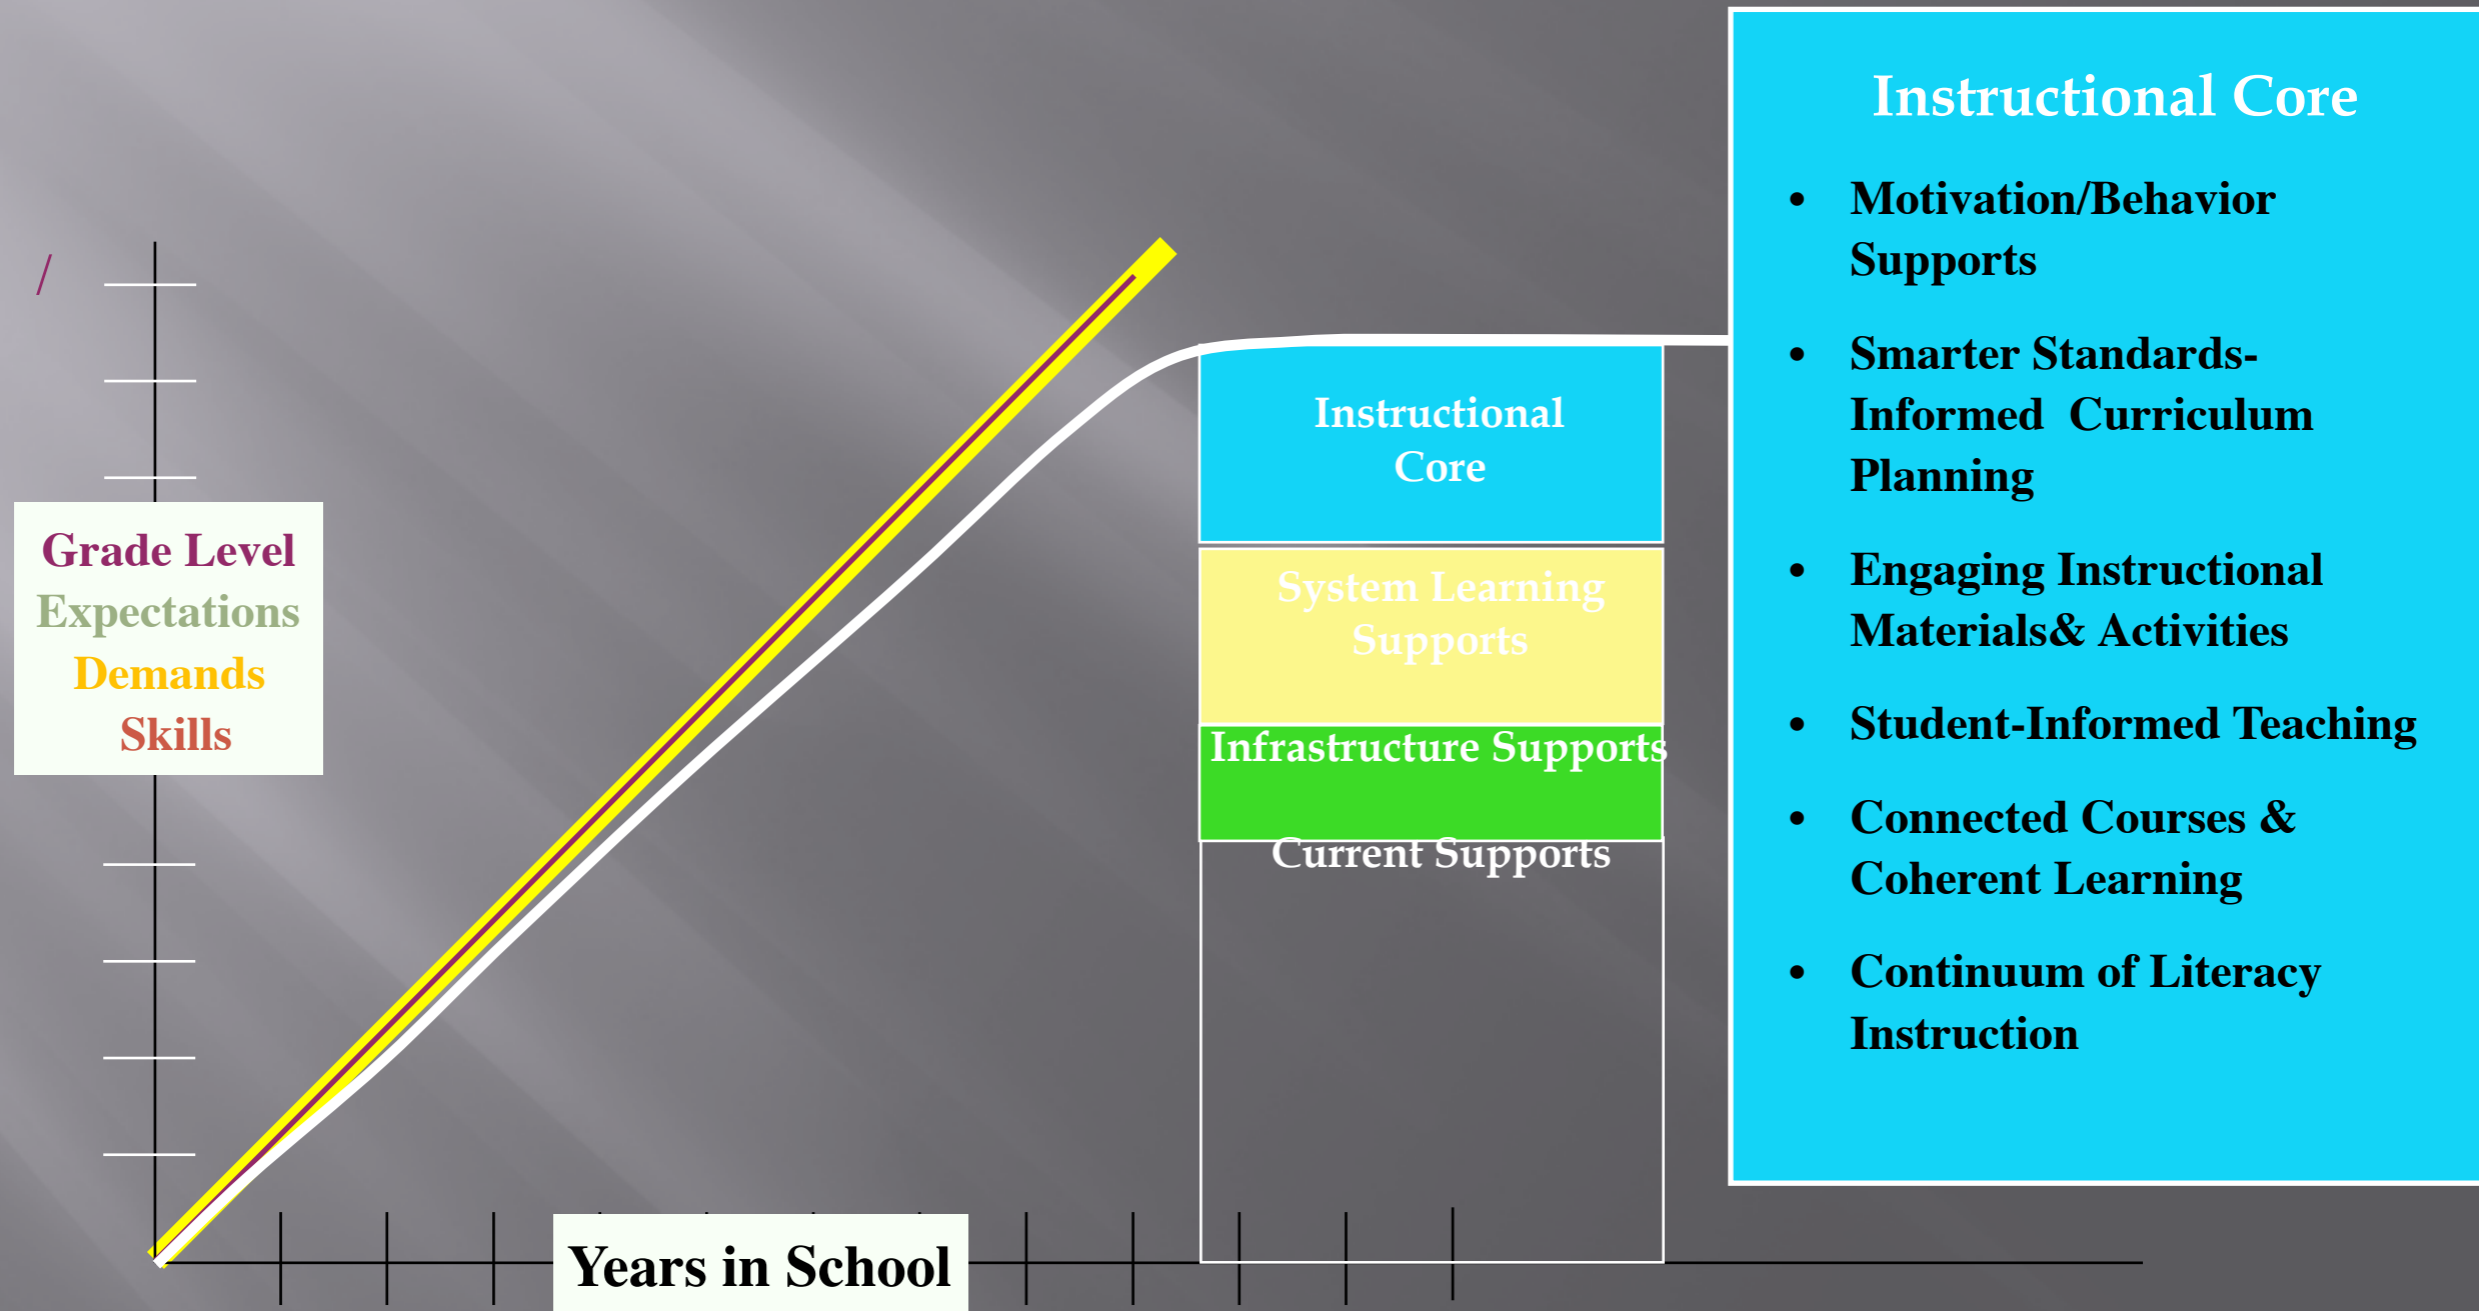 /
Grade Level
Expectations
Demands
Skills
Years in School
Instructional
Core
System Learning
Supports
Infrastructure Supports
Current Supports
Instructional Core
• Motivation/Behavior
Supports
• Smarter Standards-
Informed  Curriculum
Planning
• Engaging Instructional
Materials& Activities
• Student-Informed Teaching
• Connected Courses &
Coherent Learning
• Continuum of Literacy
Instruction